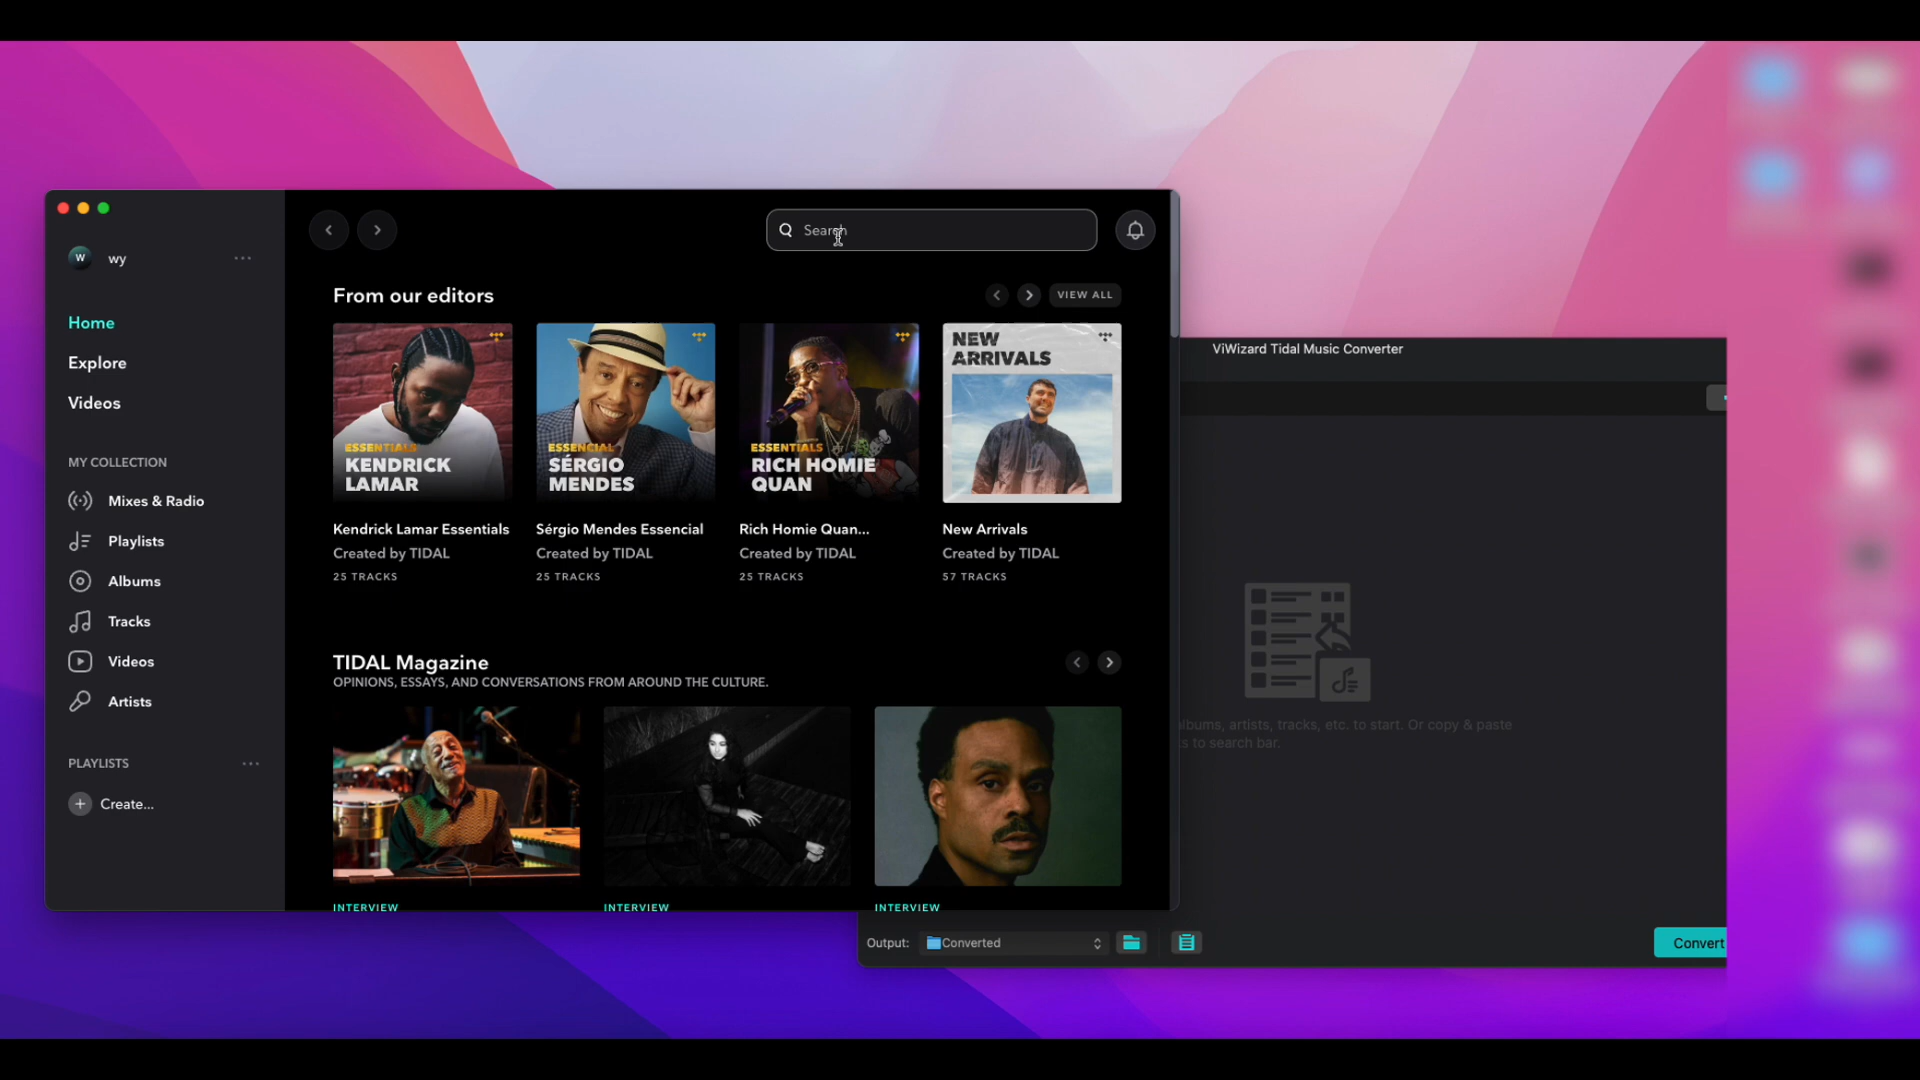 W wy
Home
Explore
Videos
MY COLLECTION
Mixes & Radio
Playlists
Albums
Tracks
Videos
Artists
PLAYLISTS
Create...
Search
From our editors
VIEW ALL
ESSENTIALS
KENDRICK
LAMAR
Kendrick Lamar Essentials
Created by TIDAL
25 TRACKS
ESSENCIAL
SÉRGIO
MENDES
Sérgio Mendes Essencial
Created by TIDAL
25 TRACKS
ESSENTIALS
RICH HOMIE
QUAN
Rich Homie Quan...
Created by TIDAL
25 TRACKS
NEW
ARRIVALS
New Arrivals
Created by TIDAL
57 TRACKS
TIDAL Magazine
OPINIONS, ESSAYS, AND CONVERSATIONS FROM AROUND THE CULTURE.
INTERVIEW
INTERVIEW
INTERVIEW
ViWizard Tidal Music Converter
artists, tracks, etc. to start. Or copy & paste
to search bar.
Output:
Converted
Convert